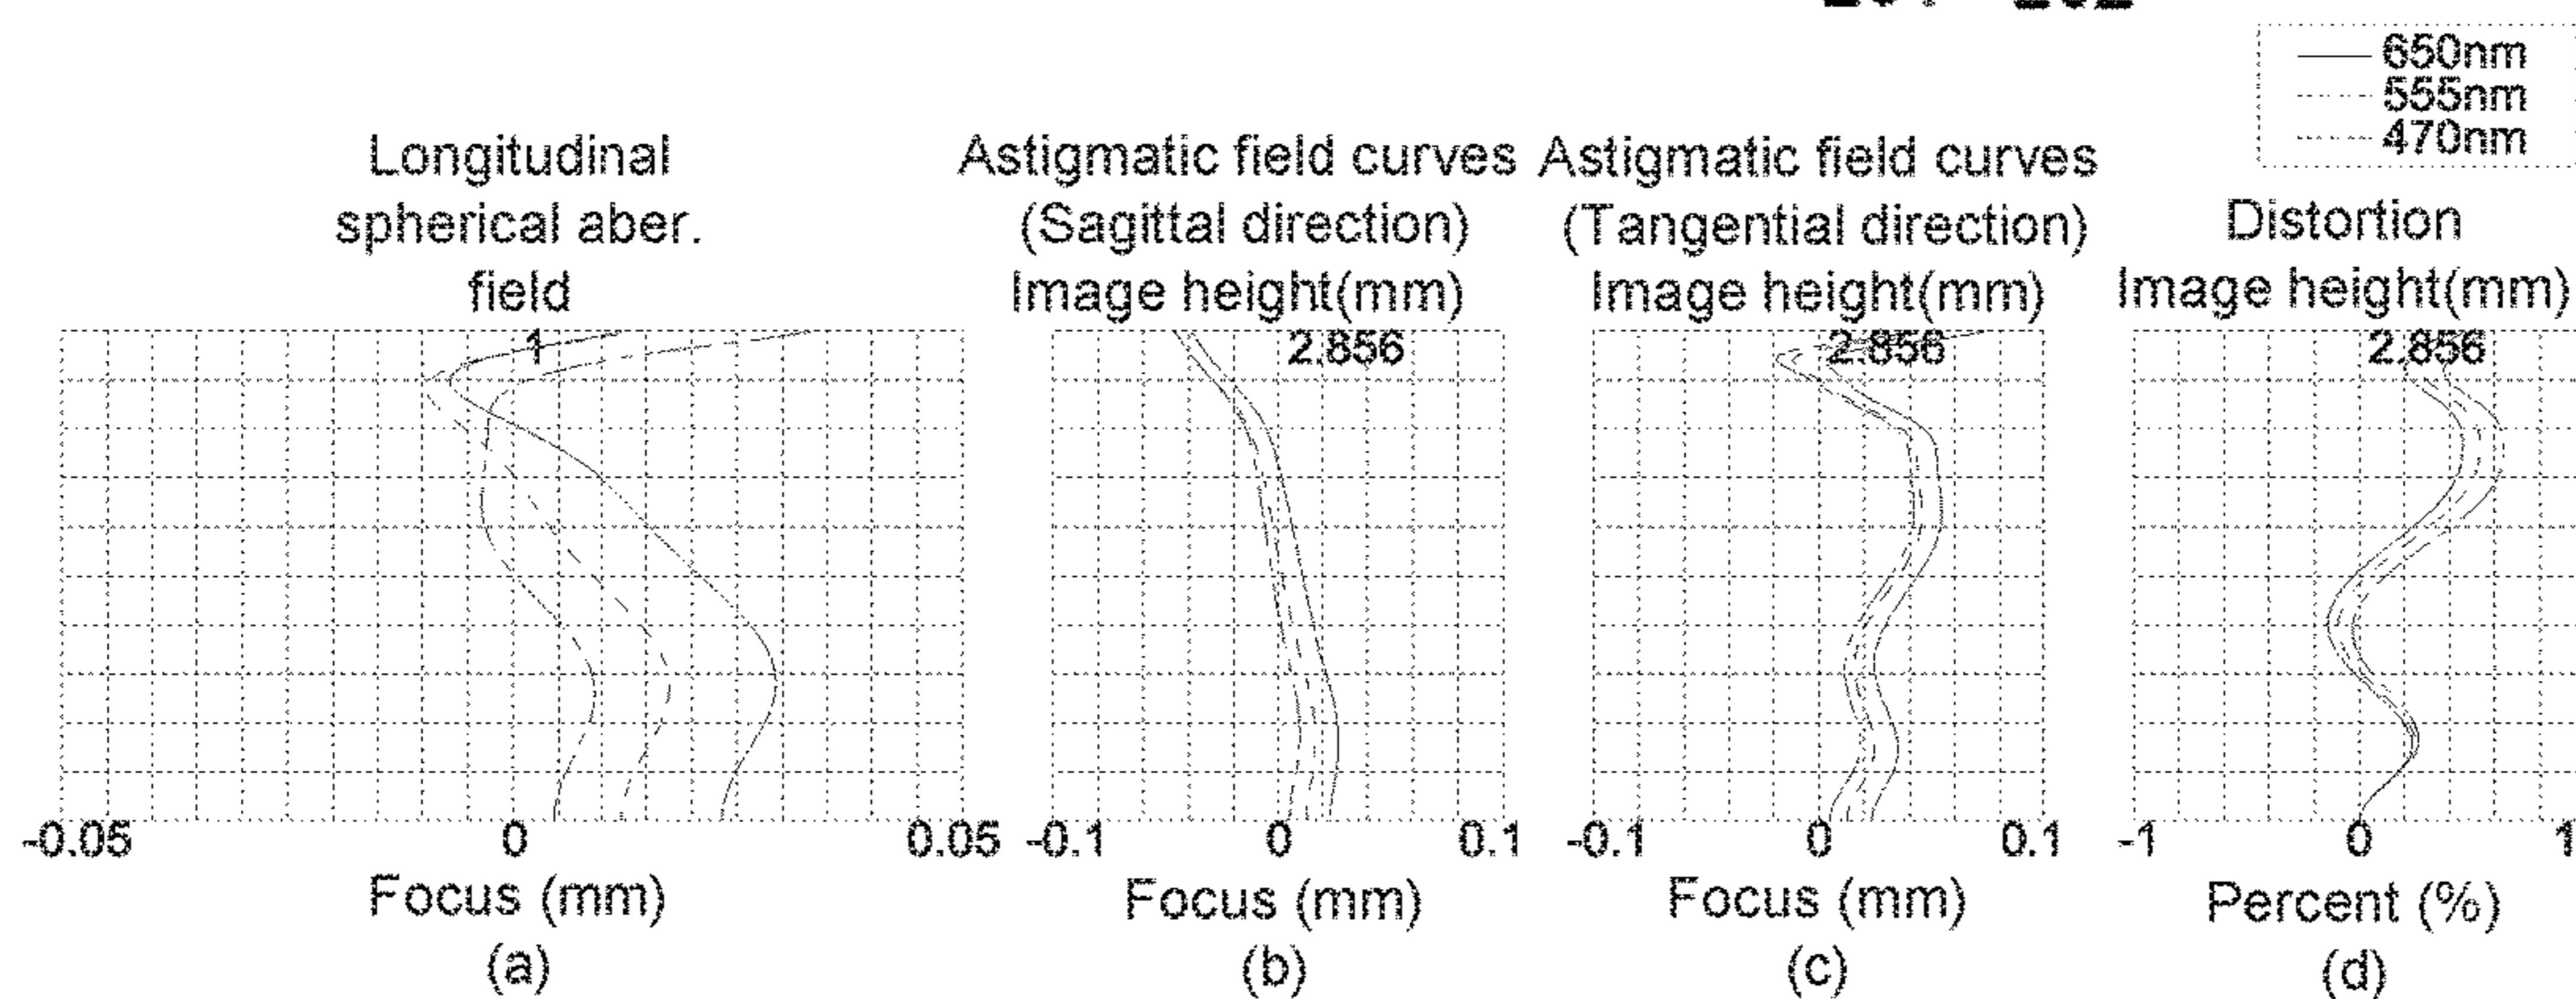 650nm
555nm
470nm
Longitudinal
spherical aber.
field
1
-0.05 0 0.05
Focus (mm)
(a)
Astigmatic field curves
(Sagittal direction)
Image height(mm)
2.856
-0.1 0 0.1
Focus (mm)
(b)
Astigmatic field curves
(Tangential direction)
Image height(mm)
2.856
-0.1 0 0.1
Focus (mm)
(c)
Distortion
Image height(mm)
2.856
-1 0 1
Percent (%)
(d)